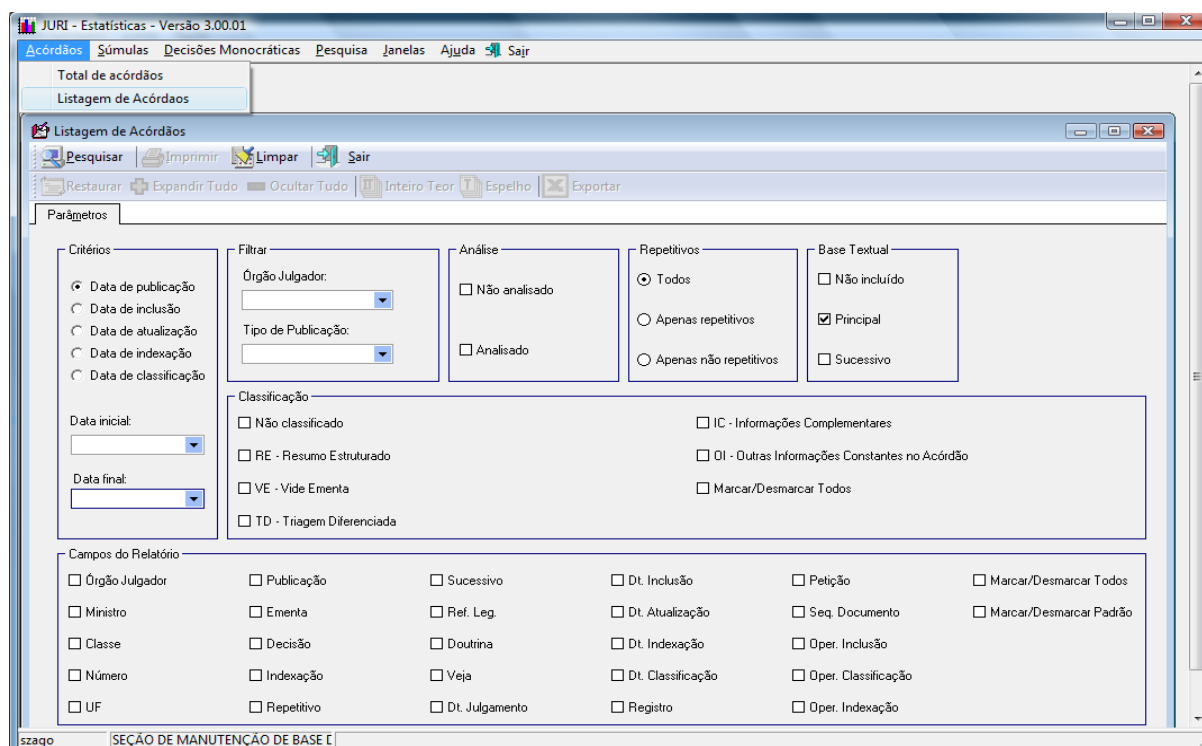 JURI - Estatísticas - Versão 3.00.01
Acórdãos Súmulas Decisões Monocráticas Pesquisa Janelas Ajuda Sair
Total de acórdãos
Listagem de Acórdaos
Listagem de Acórdãos
Pesquisar Imprimir Limpar Sair
Restaurar Expandir Tudo Ocultar Tudo Inteiro Teor Espelho Exportar
Parâmetros
Critérios
Data de publicação
Data de inclusão
Data de atualização
Data de indexação
Data de classificação
Data inicial:
Data final:
Filtrar
Órgão Julgador:
Tipo de Publicação:
Análise
Não analisado
Analisado
Repetitivos
Todos
Apenas repetitivos
Apenas não repetitivos
Base Textual
Não incluído
Principal
Sucessivo
Classificação
Não classificado
RE - Resumo Estruturado
VE - Vide Ementa
TD - Triagem Diferenciada
IC - Informações Complementares
OI - Outras Informações Constantes no Acórdão
Marcar/Desmarcar Todos
Campos do Relatório
Órgão Julgador Publicação Sucessivo Dt. Inclusão Petição Marcar/Desmarcar Todos
Ministro Ementa Ref. Leg. Dt. Atualização Seq. Documento Marcar/Desmarcar Padrão
Classe Decisão Doutrina Dt. Indexação Oper. Inclusão
Número Indexação Veja Dt. Classificação Oper. Classificação
UF Repetitivo Dt. Julgamento Registro Oper. Indexação
szago SEÇÃO DE MANUTENÇÃO DE BASE D